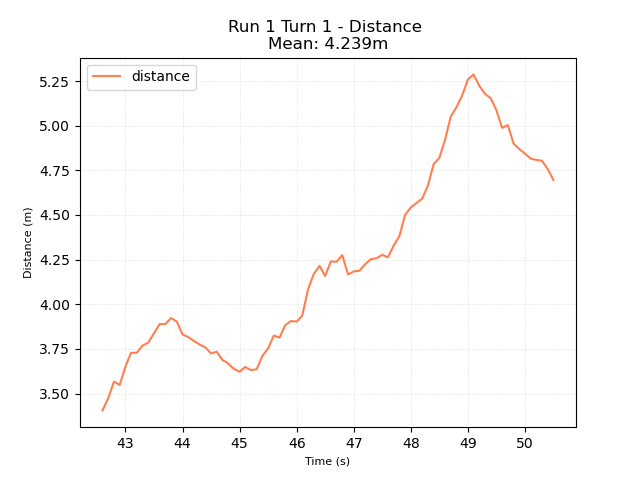 Run 1 Turn 1 - Distance
Mean: 4.239m
distance
5.25
5.00
4.75
4.50
4.25
4.00
3.75
3.50
Distance (m)
43 44 45 46 47 48 49 50
Time (s)